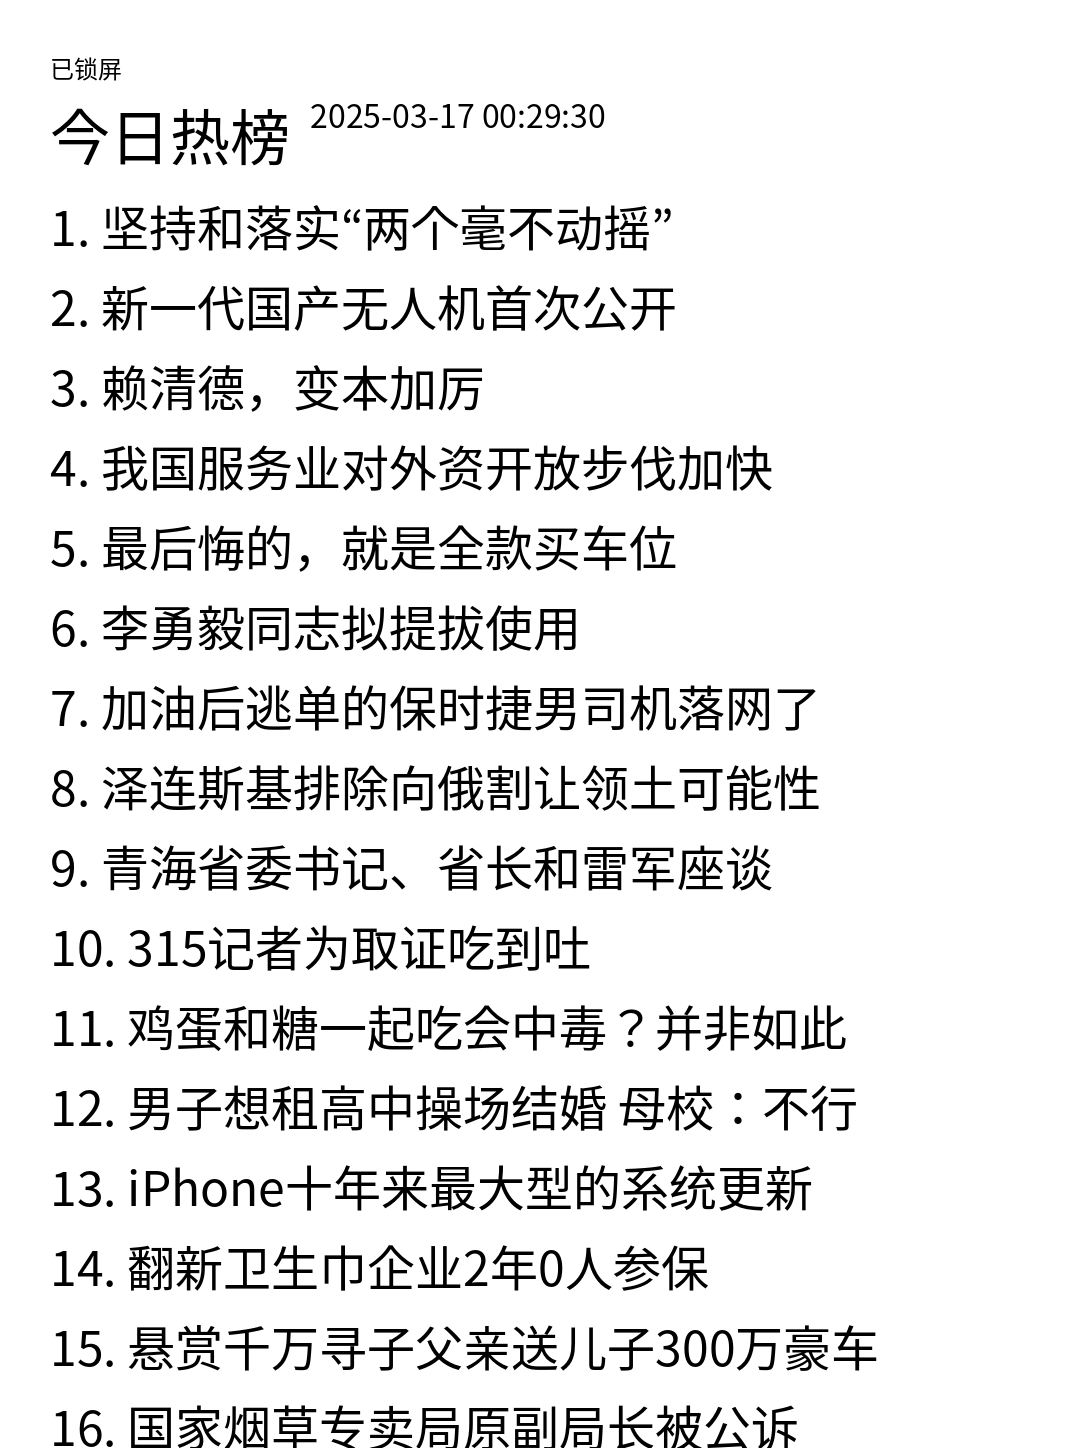 已锁屏
今日热榜 2025-03-17 00:29:30
1. 坚持和落实“两个毫不动摇”
2. 新一代国产无人机首次公开
3. 赖清德，变本加厉
4. 我国服务业对外资开放步伐加快
5. 最后悔的，就是全款买车位
6. 李勇毅同志拟提拔使用
7. 加油后逃单的保时捷男司机落网了
8. 泽连斯基排除向俄割让领土可能性
9. 青海省委书记、省长和雷军座谈
10. 315记者为取证吃到吐
11. 鸡蛋和糖一起吃会中毒？并非如此
12. 男子想租高中操场结婚 母校：不行
13. iPhone十年来最大型的系统更新
14. 翻新卫生巾企业2年0人参保
15. 悬赏千万寻子父亲送儿子300万豪车
16. 国家烟草专卖局原副局长被公诉